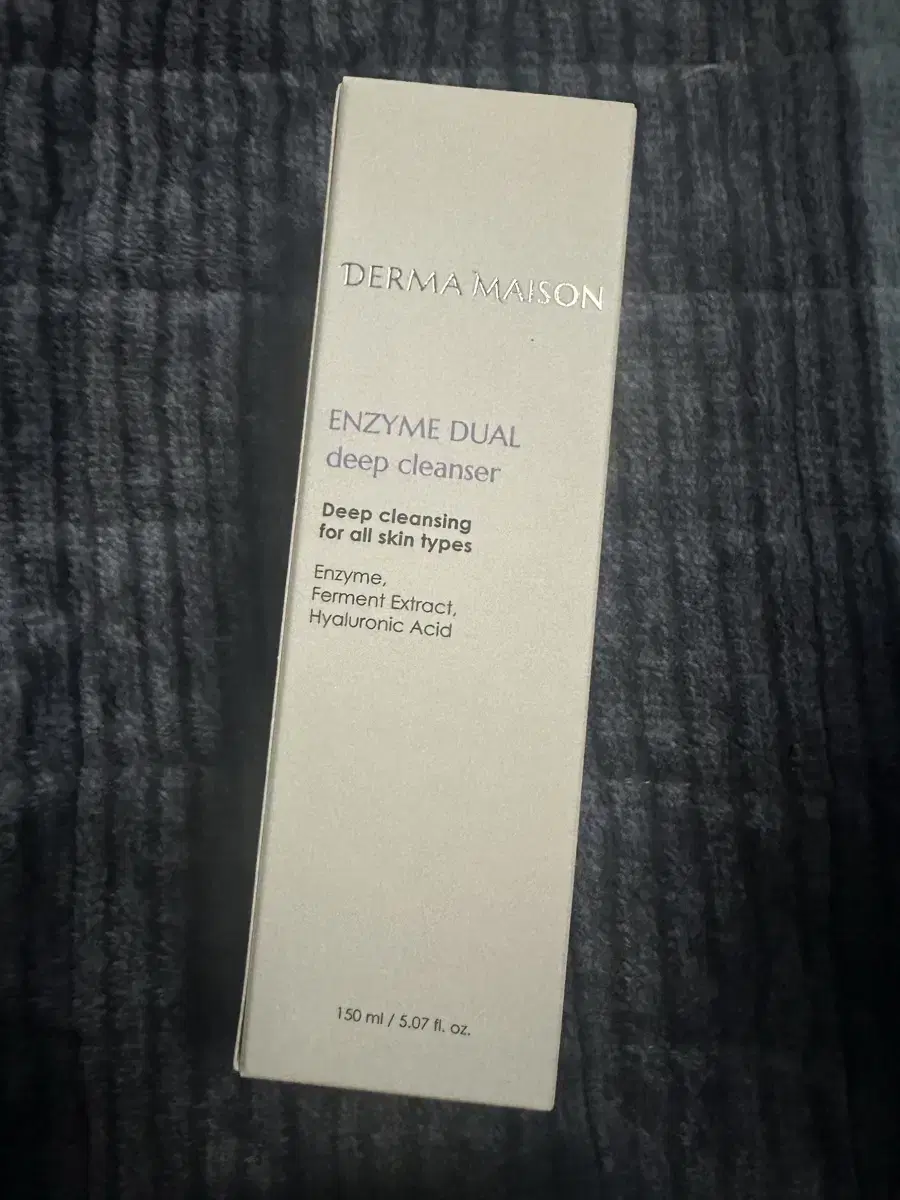 DERMA MAISON
ENZYME DUAL
deep cleanser
Deep cleansing
for all skin types
Enzyme,
Ferment Extract,
Hyaluronic Acid
150 ml / 5.07 fl. oz.